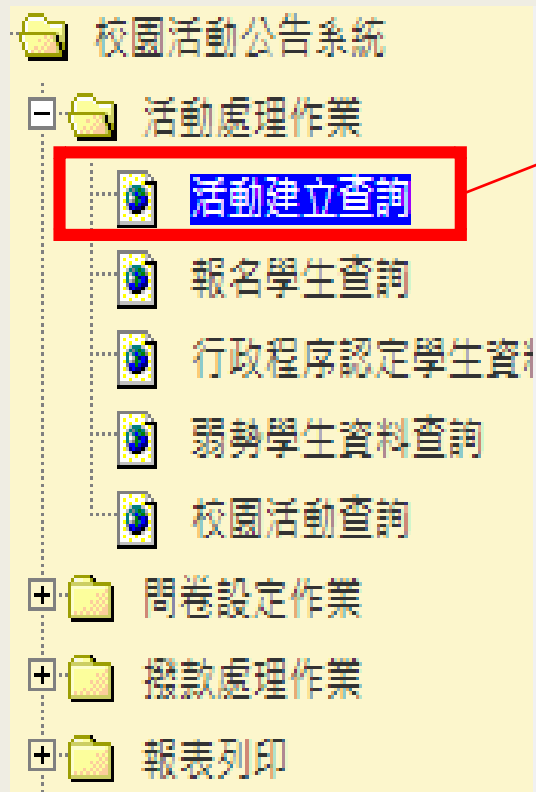 校園活動公告系統
活動處理作業
活動建立查詢
報名學生查詢
行政程序認定學生資
弱勢學生資料查詢
校園活動查詢
問卷設定作業
撥款處理作業
報表列印